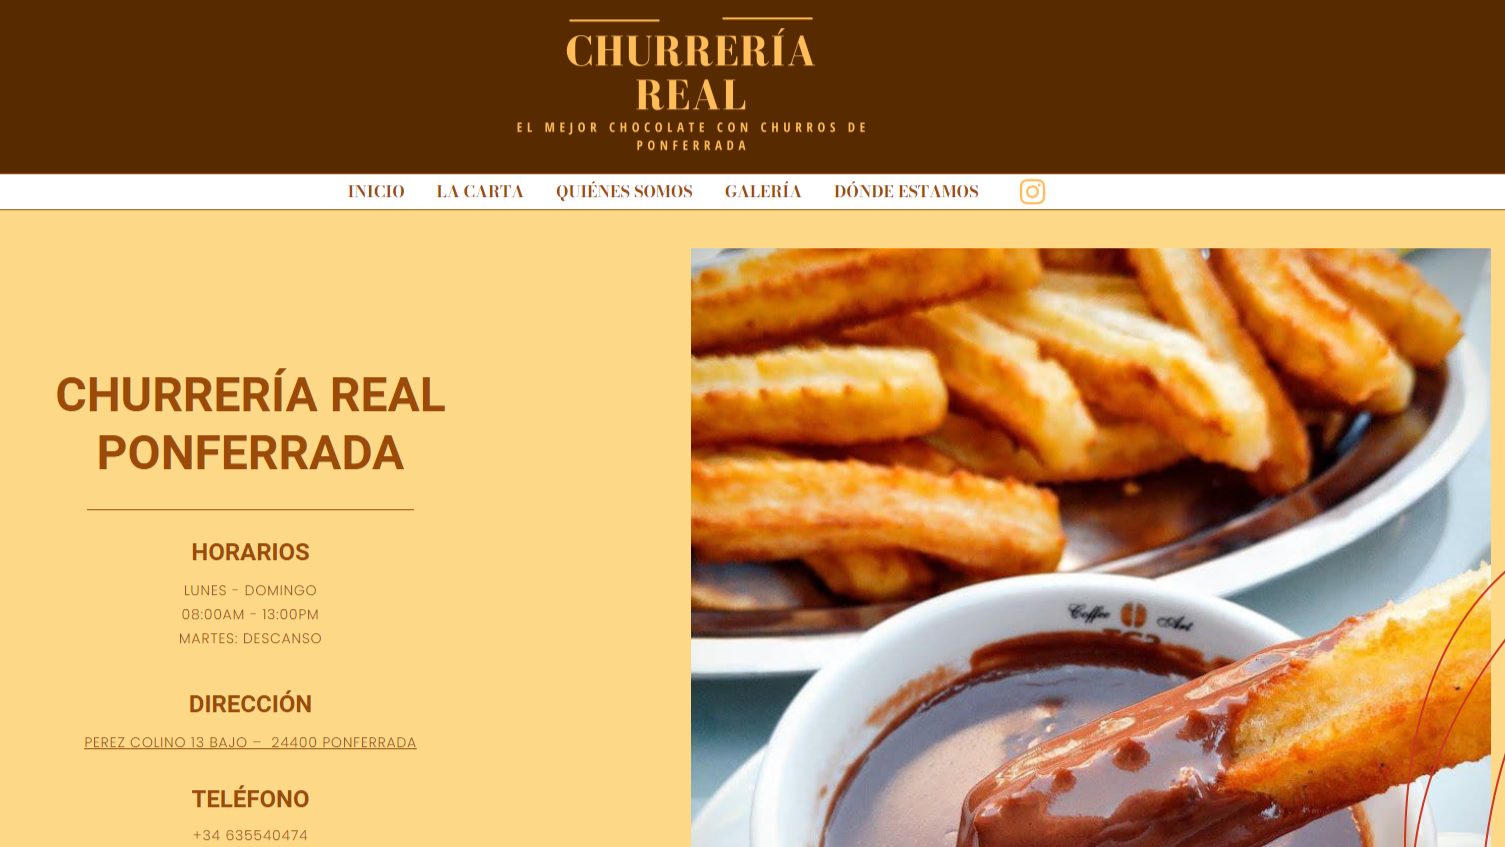 CHURRERÍA
REAL
EL MEJOR CHOCOLATE CON CHURROS DE
PONFERRADA
INICIO LA CARTA QUIÉNES SOMOS GALERÍA DÓNDE ESTAMOS
CHURRERÍA REAL
PONFERRADA
HORARIOS
LUNES - DOMINGO
08:00AM - 13:00PM
MARTES: DESCANSO
DIRECCIÓN
PEREZ COLINO 13 BAJO – 24400 PONFERRADA
TELÉFONO
+34 635540474
Coffee Art